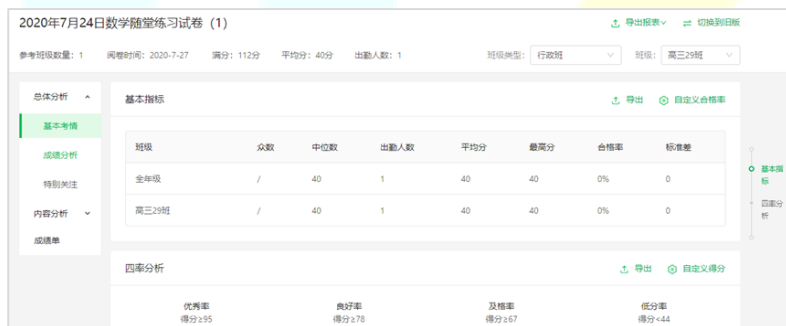 2020年7月24日数学随堂练习试卷（1） 导出报表 切换到旧版
参考班级数量：1 阅卷时间：2020-7-27 满分：112分 平均分：40分 出勤人数：1 班级类型： 行政班 班级： 高三29班
总体分析 基本指标 导出 自定义合格率
基本考情
班级 众数 中位数 出勤人数 平均分 最高分 合格率 标准差
成绩分析
全年级 / 40 1 40 40 0% 0
基本指标
特别关注
高三29班 / 40 1 40 40 0% 0
四率分析
内容分析
成绩单
四率分析 导出 自定义得分
优秀率 良好率 及格率 低分率
得分≥95 得分≥78 得分≥67 得分<44